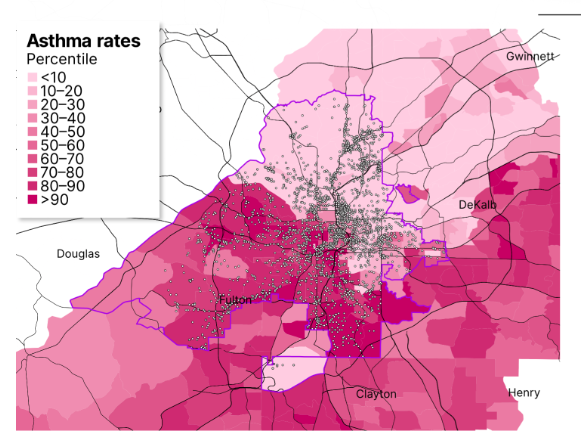 Asthma rates
Percentile
<10
10–20
20–30
30–40
40–50
50–60
60–70
70–80
80–90
>90
Gwinnett
DeKalb
Douglas
Fulton
Clayton
Henry